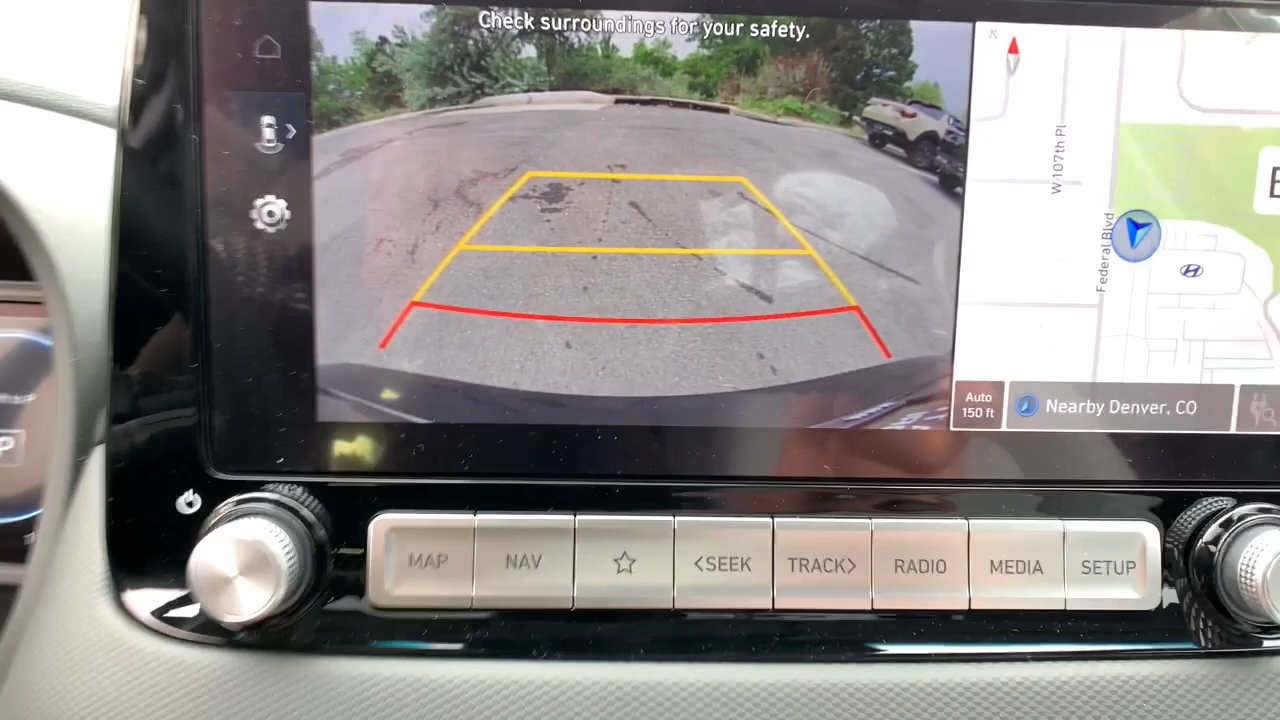 Check surroundings for your safety.
N
W 107th Pl
Federal Blvd
E
Auto
150 ft
Nearby Denver, CO
P
MAP
NAV
<SEEK
TRACK>
RADIO
MEDIA
SETUP